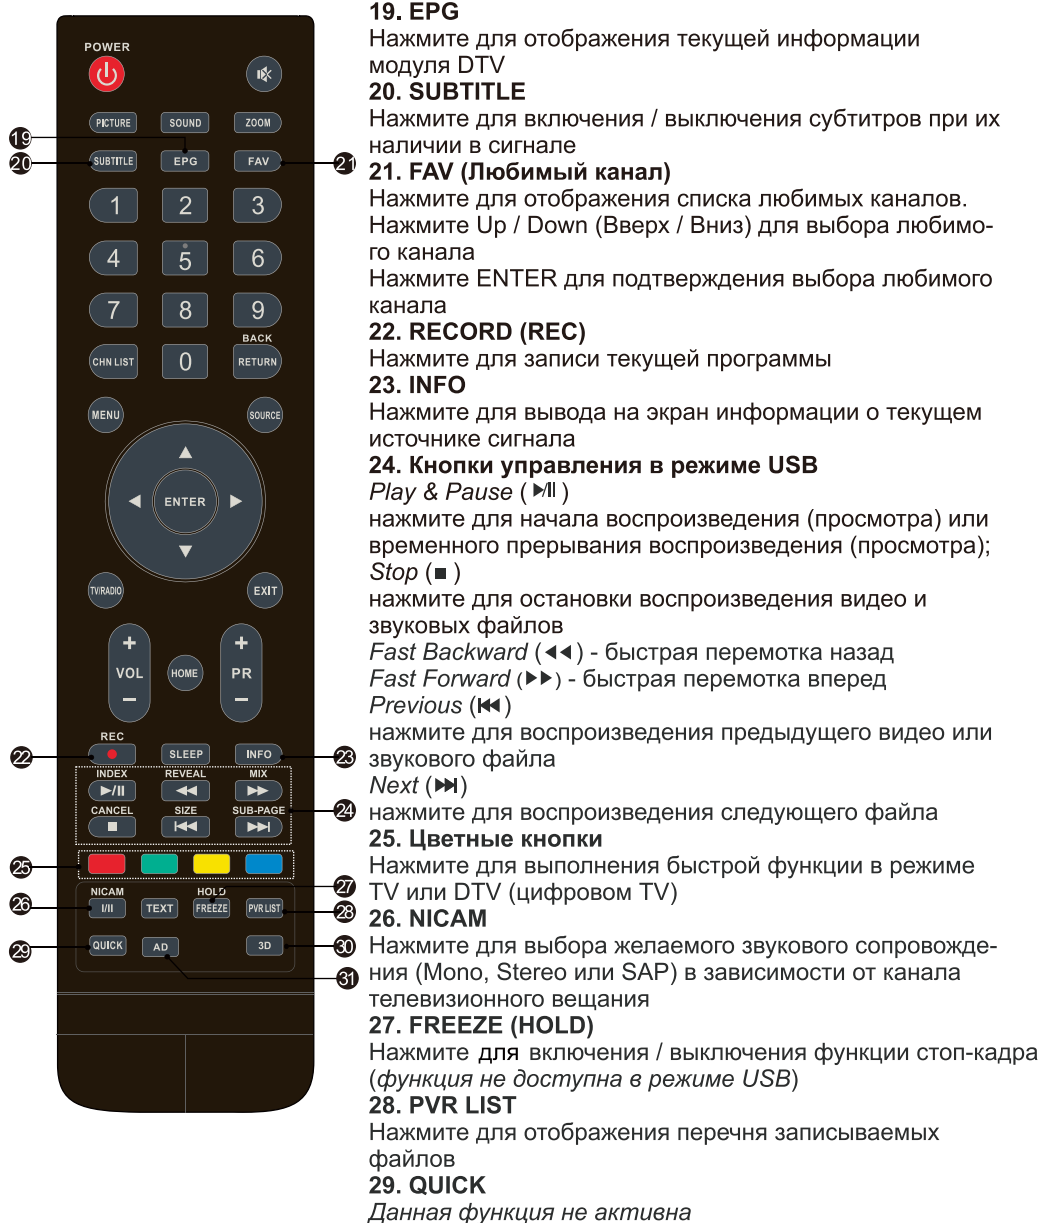 POWER
PICTURE SOUND ZOOM
19
20 SUBTITLE EPG FAV 21
1 2 3
4 5 6
7 8 9
BACK
CHN LIST 0 RETURN
MENU SOURCE
ENTER
TV/RADIO EXIT
+ +
VOL HOME PR
− −
REC
22 SLEEP INFO 23
INDEX REVEAL MIX
CANCEL SIZE SUB-PAGE 24
25
NICAM HOLD 27
26 I/II TEXT FREEZE PVR LIST 28
29 QUICK AD 3D 30
31
19. EPG
Нажмите для отображения текущей информации
модуля DTV
20. SUBTITLE
Нажмите для включения / выключения субтитров при их
наличии в сигнале
21. FAV (Любимый канал)
Нажмите для отображения списка любимых каналов.
Нажмите Up / Down (Вверх / Вниз) для выбора любимо-
го канала
Нажмите ENTER для подтверждения выбора любимого
канала
22. RECORD (REC)
Нажмите для записи текущей программы
23. INFO
Нажмите для вывода на экран информации о текущем
источнике сигнала
24. Кнопки управления в режиме USB
Play & Pause ( ▶/II )
нажмите для начала воспроизведения (просмотра) или
временного прерывания воспроизведения (просмотра);
Stop ( ■ )
нажмите для остановки воспроизведения видео и
звуковых файлов
Fast Backward ( ◀◀ ) - быстрая перемотка назад
Fast Forward ( ▶▶ ) - быстрая перемотка вперед
Previous ( |◀◀ )
нажмите для воспроизведения предыдущего видео или
звукового файла
Next ( ▶▶| )
нажмите для воспроизведения следующего файла
25. Цветные кнопки
Нажмите для выполнения быстрой функции в режиме
TV или DTV (цифровом TV)
26. NICAM
Нажмите для выбора желаемого звукового сопровожде-
ния (Mono, Stereo или SAP) в зависимости от канала
телевизионного вещания
27. FREEZE (HOLD)
Нажмите для включения / выключения функции стоп-кадра
(функция не доступна в режиме USB)
28. PVR LIST
Нажмите для отображения перечня записываемых
файлов
29. QUICK
Данная функция не активна